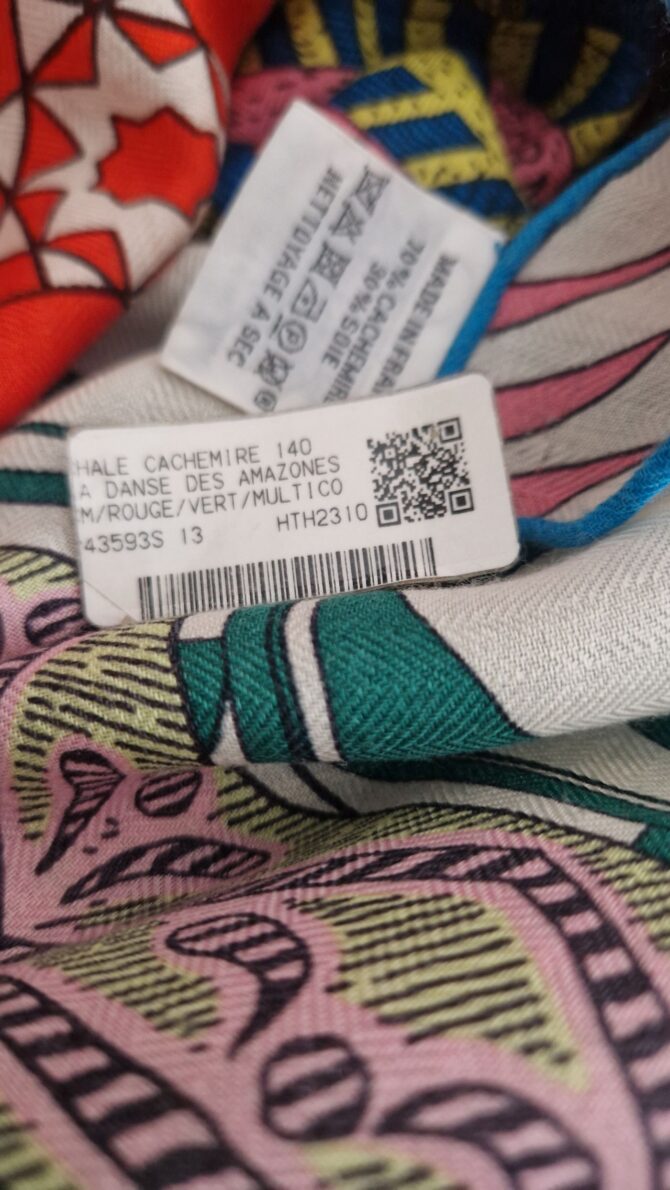 MADE IN FRA
70% CACHEMIR
30% SOIE
NETTOYAGE A SEC
HALE CACHEMIRE 140
A DANSE DES AMAZONES
M/ROUGE/VERT/MULTICO
43593S 13 HTH2310